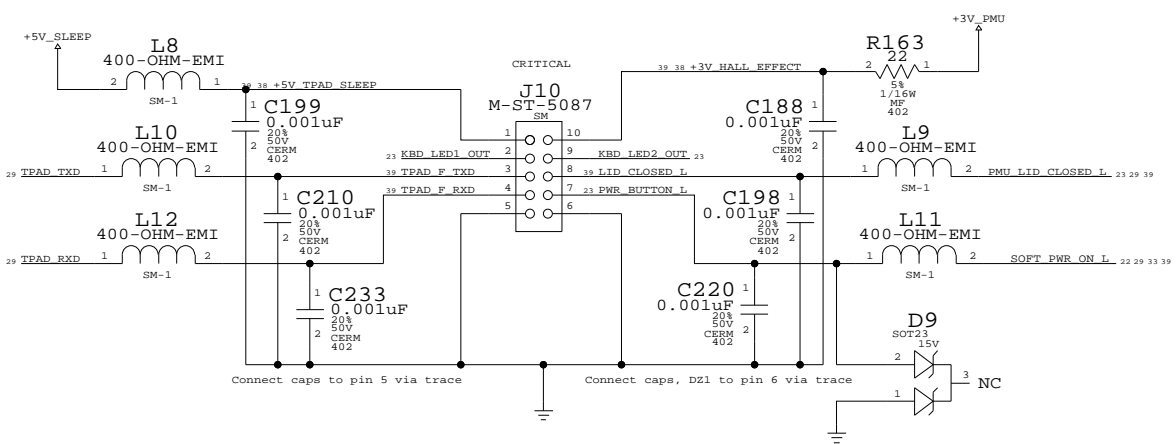 +5V_SLEEP
L8
400-OHM-EMI
2 1
SM-1
39 38 +5V_TPAD_SLEEP
CRITICAL
J10
M-ST-5087
SM
39 38 +3V_HALL_EFFECT
+3V_PMU
R163
22
2 1
5%
1/16W
MF
402
1
C199
0.001uF
20%
50V
CERM
402
2
1
C188
0.001uF
20%
50V
CERM
402
2
1 10
2 9
3 8
4 7
5 6
23 KBD_LED1_OUT
KBD_LED2_OUT 23
39 TPAD_F_TXD
39 LID_CLOSED_L
39 TPAD_F_RXD
23 PWR_BUTTON_L
L10
400-OHM-EMI
29 TPAD_TXD 1 2
SM-1
L9
400-OHM-EMI
1 2 PMU_LID_CLOSED_L 23 29 39
SM-1
1
C210
0.001uF
20%
50V
CERM
402
2
1
C198
0.001uF
20%
50V
CERM
402
2
L12
400-OHM-EMI
29 TPAD_RXD 1 2
SM-1
L11
400-OHM-EMI
1 2 SOFT_PWR_ON_L 22 29 33 39
SM-1
1
C233
0.001uF
20%
50V
CERM
402
2
1
C220
0.001uF
20%
50V
CERM
402
2
D9
SOT23
15V
2
3 NC
1
Connect caps to pin 5 via trace
Connect caps, DZ1 to pin 6 via trace